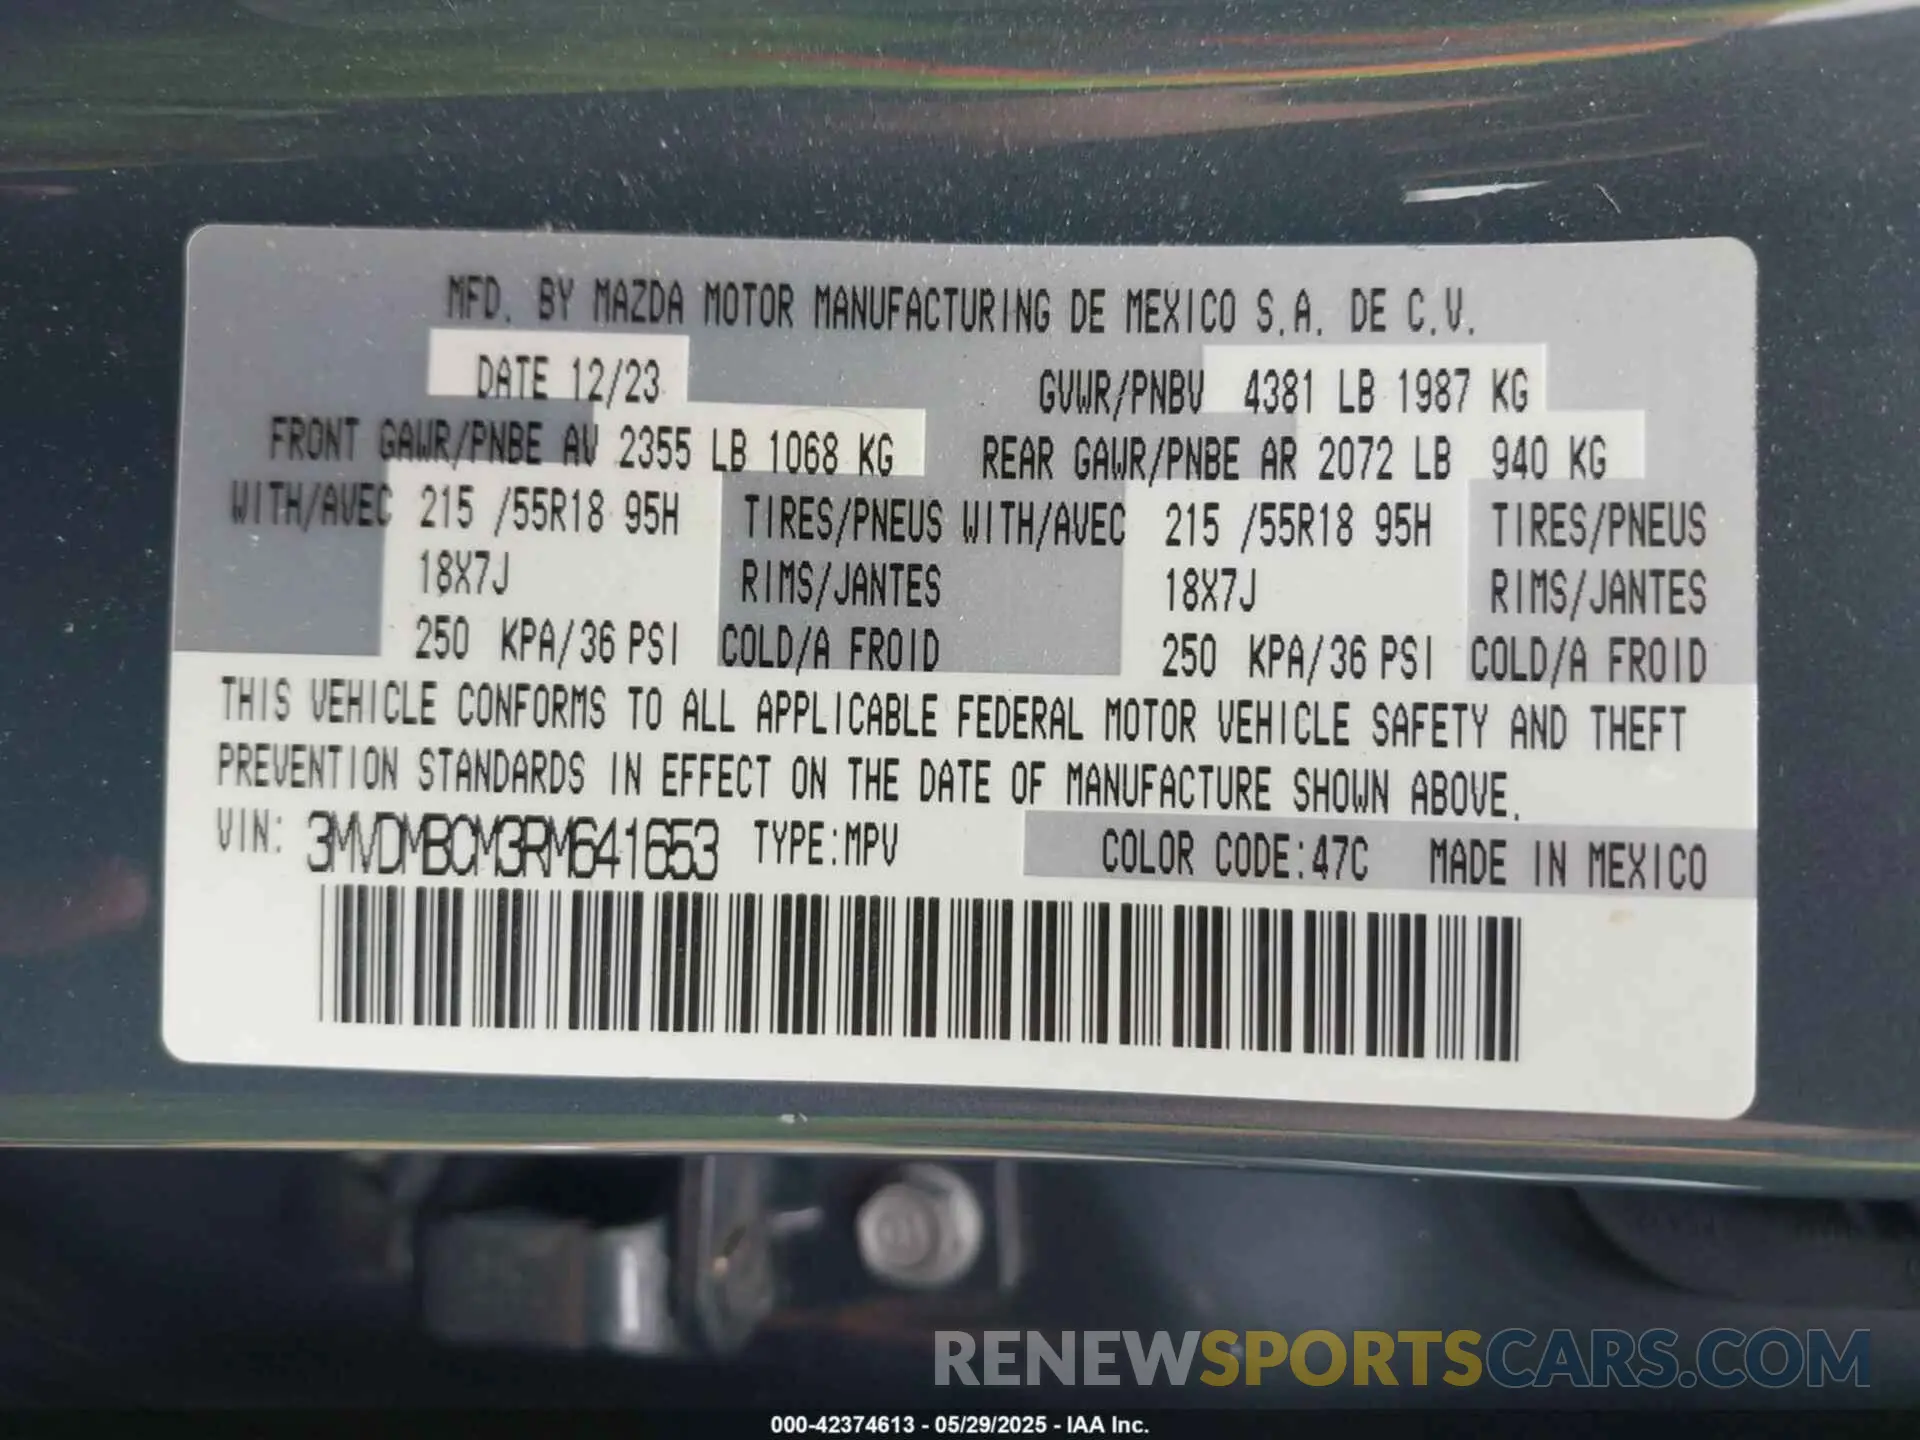 MFD. BY MAZDA MOTOR MANUFACTURING DE MEXICO S.A. DE C.V.
DATE 12/23 GVWR/PNBV 4381 LB 1987 KG
FRONT GAWR/PNBE AV 2355 LB 1068 KG REAR GAWR/PNBE AR 2072 LB 940 KG
WITH/AVEC 215 /55R18 95H TIRES/PNEUS WITH/AVEC 215 /55R18 95H TIRES/PNEUS
18X7J RIMS/JANTES 18X7J RIMS/JANTES
250 KPA/36 PSI COLD/A FROID 250 KPA/36 PSI COLD/A FROID
THIS VEHICLE CONFORMS TO ALL APPLICABLE FEDERAL MOTOR VEHICLE SAFETY AND THEFT
PREVENTION STANDARDS IN EFFECT ON THE DATE OF MANUFACTURE SHOWN ABOVE.
VIN: 3MVDMBCM3RM641653 TYPE:MPV COLOR CODE:47C MADE IN MEXICO
RENEWSPORTSCARS.COM
000-42374613 - 05/29/2025 - IAA Inc.